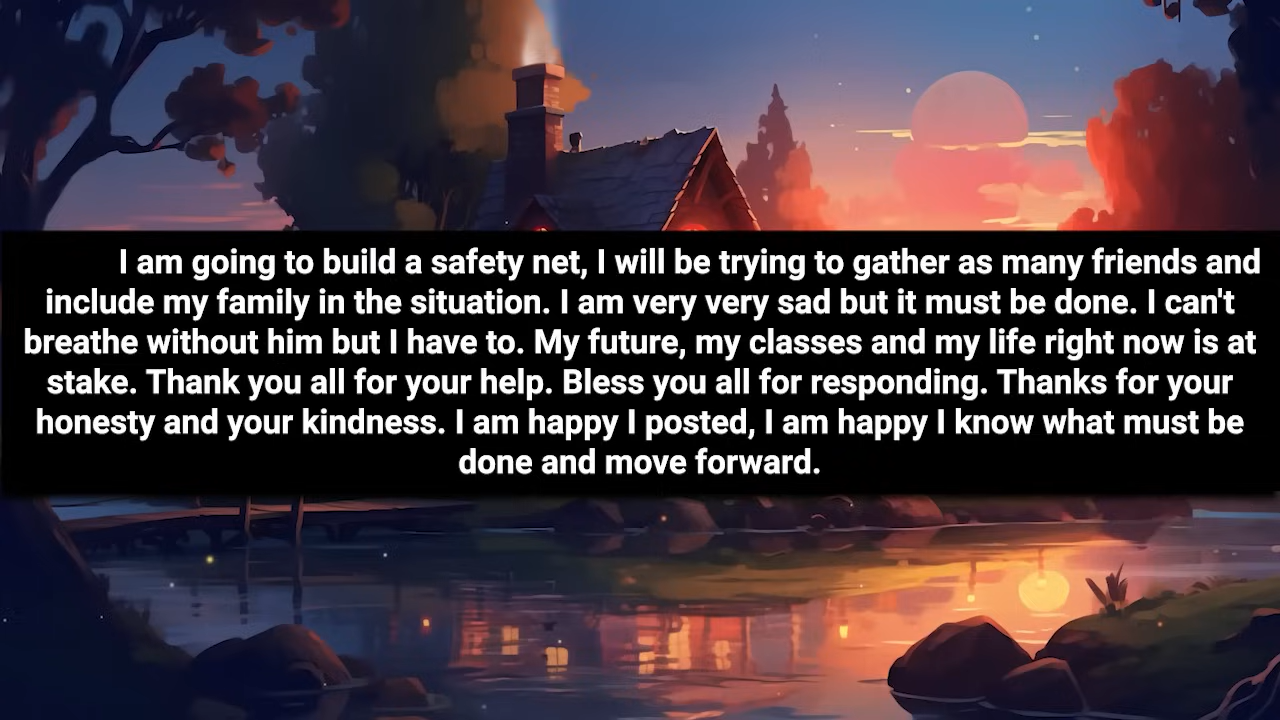 I am going to build a safety net, I will be trying to gather as many friends and
include my family in the situation. I am very very sad but it must be done. I can't
breathe without him but I have to. My future, my classes and my life right now is at
stake. Thank you all for your help. Bless you all for responding. Thanks for your
honesty and your kindness. I am happy I posted, I am happy I know what must be
done and move forward.